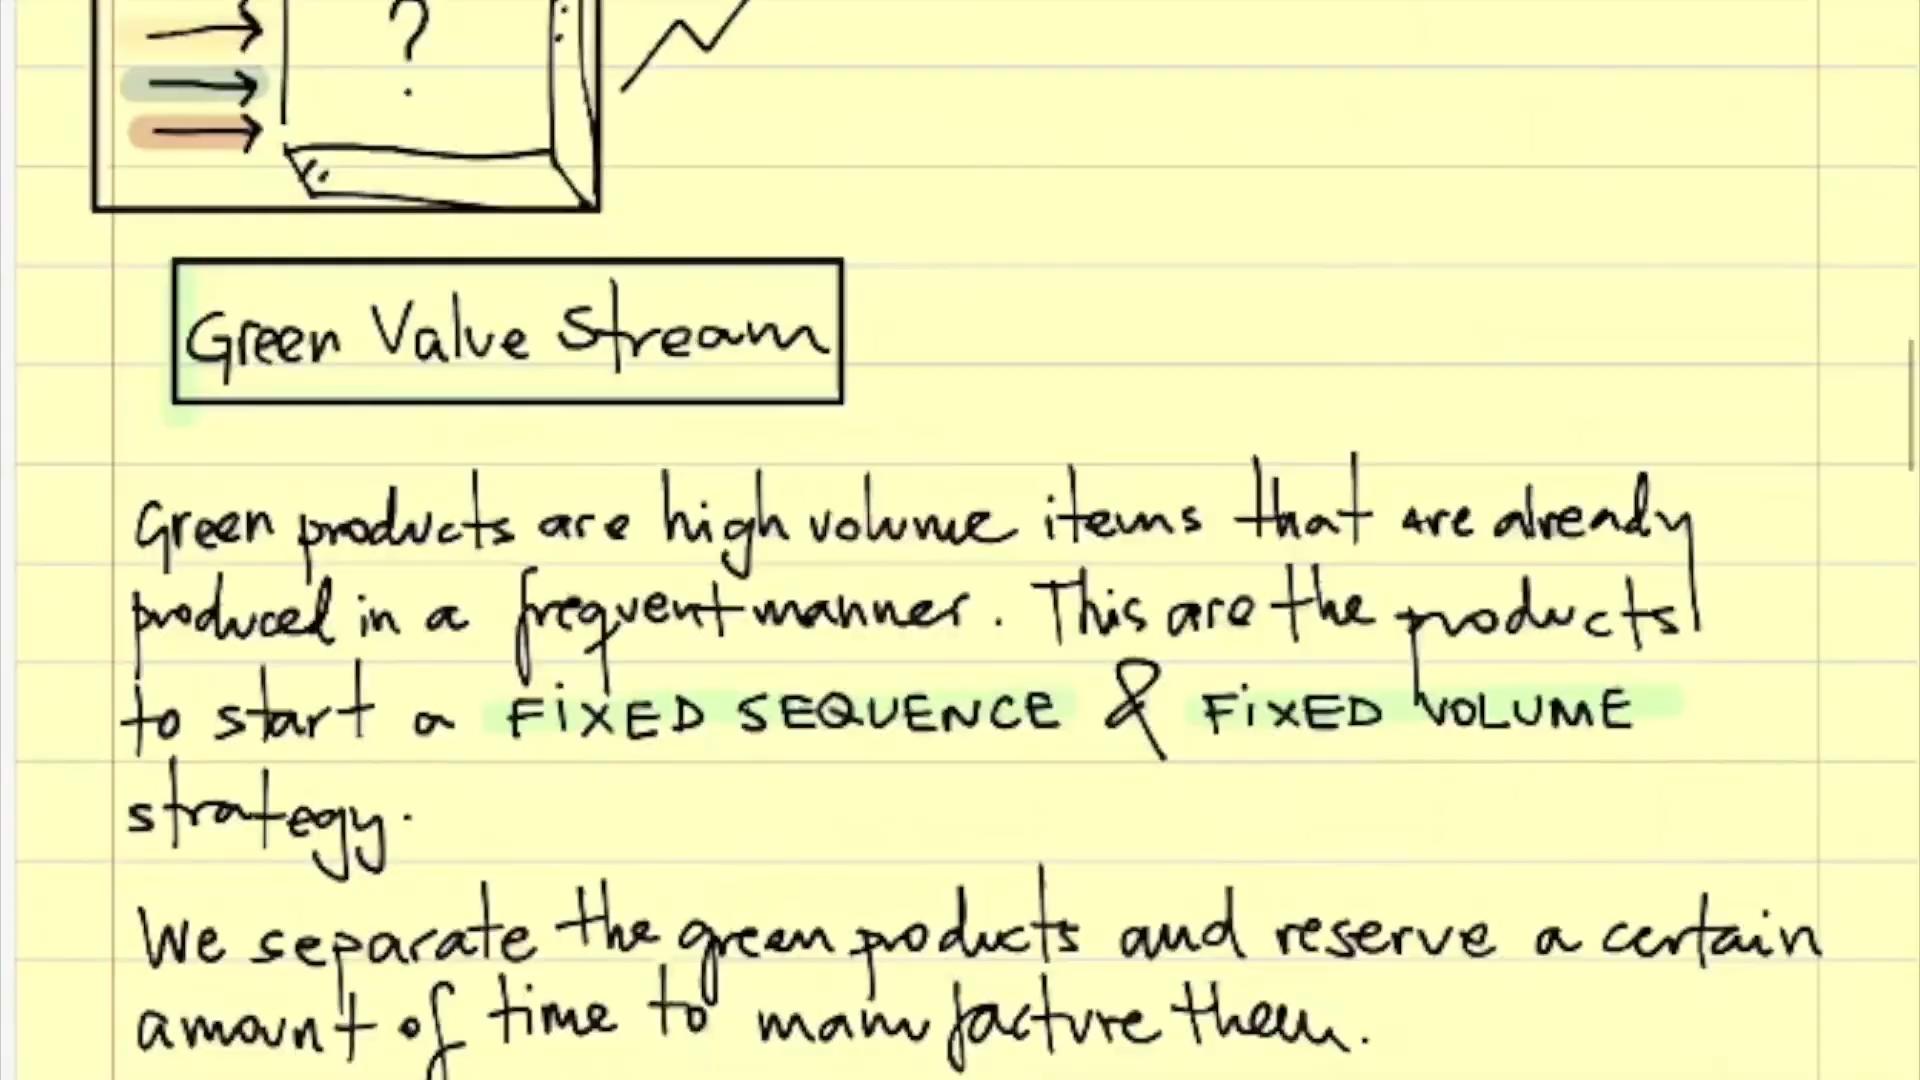 ?
Green Value Stream
Green products are high volume items that are already
produced in a frequent manner. This are the products
to start a FiXED SEQUENCE & FiXED VOLUME
strategy.
We separate the green products and reserve a certain
amount of time to manufacture them.